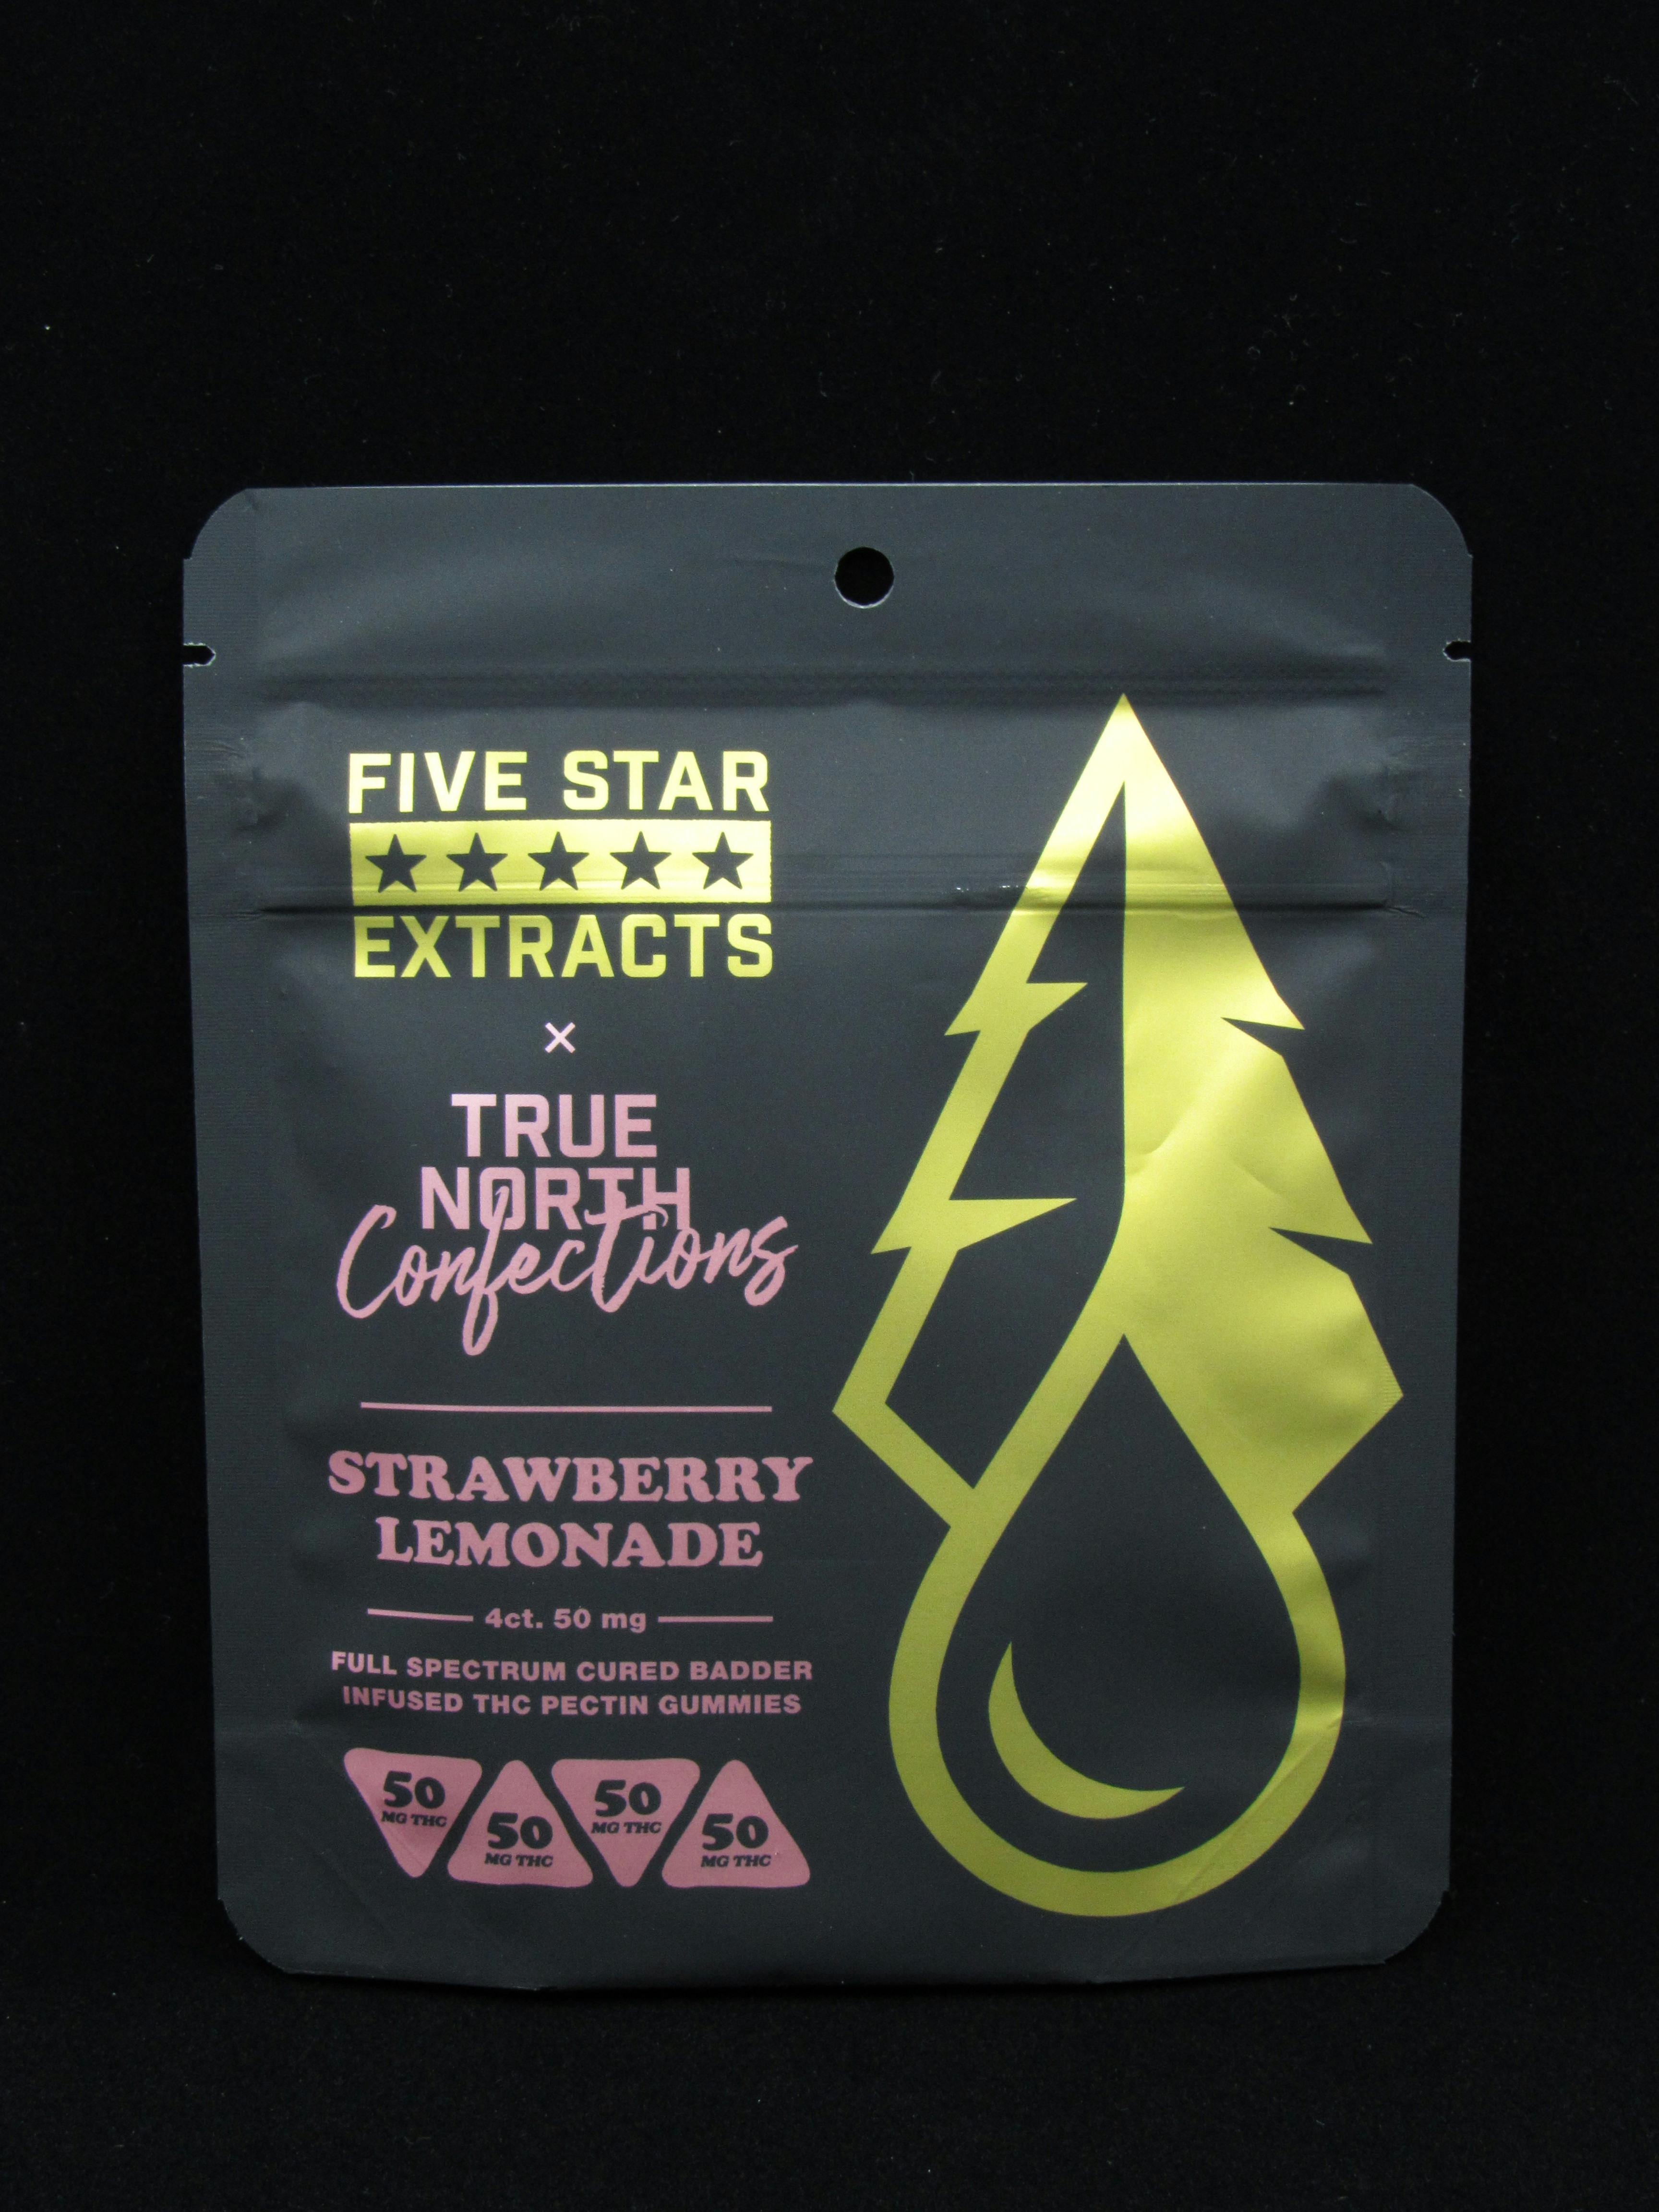 FIVE STAR
EXTRACTS
×
TRUE
NORTH
Confections
STRAWBERRY
LEMONADE
4ct. 50 mg
FULL SPECTRUM CURED BADDER
INFUSED THC PECTIN GUMMIES
50
MG THC
50
MG THC
50
MG THC
50
MG THC